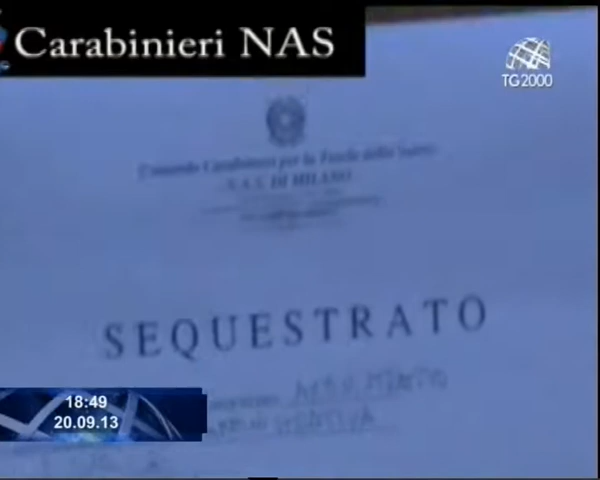 Carabinieri NAS
TG2000
Comando Carabinieri per la Tutela della Salute
N.A.S. DI MILANO
SEQUESTRATO
18:49
20.09.13